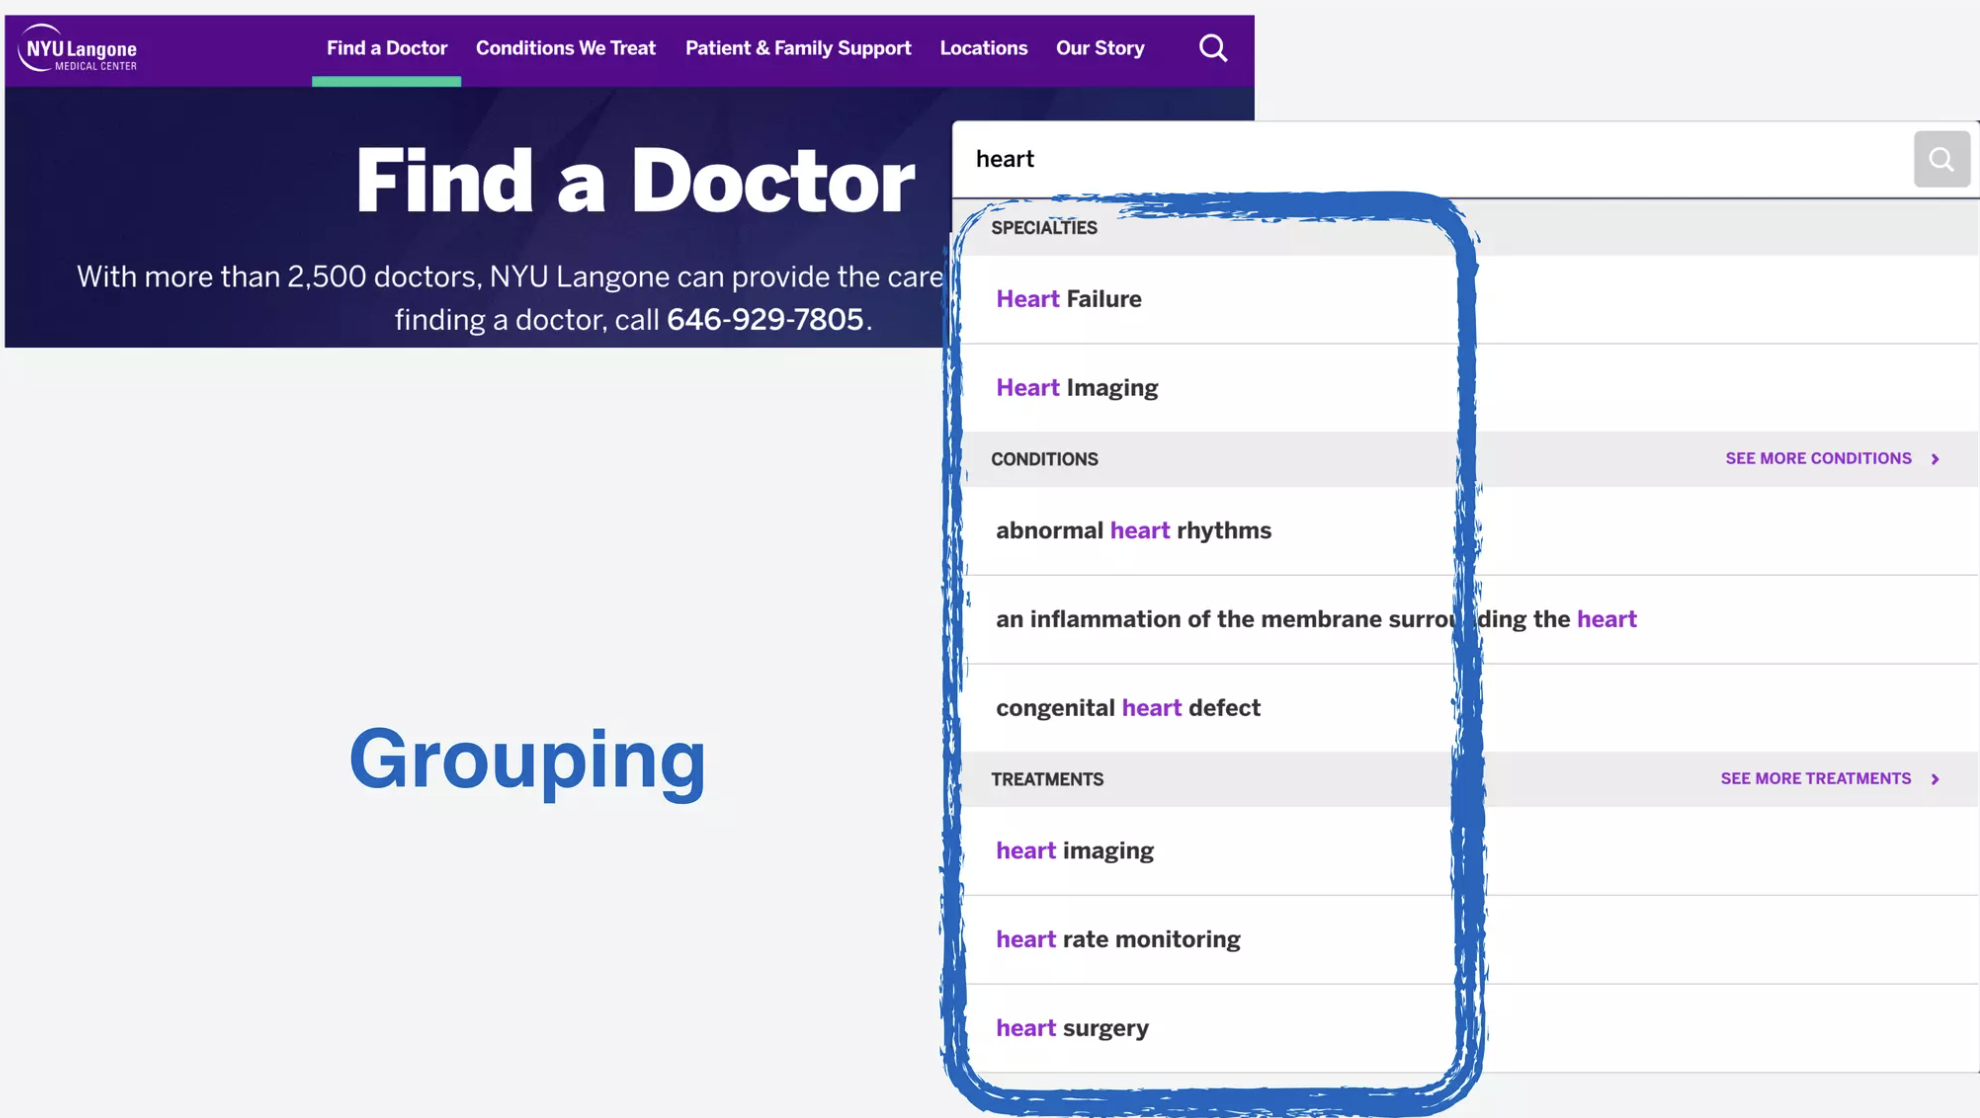 NYU Langone
MEDICAL CENTER
Find a Doctor Conditions We Treat Patient & Family Support Locations Our Story
Find a Doctor
With more than 2,500 doctors, NYU Langone can provide the care
finding a doctor, call 646-929-7805.
heart
SPECIALTIES
Heart Failure
Heart Imaging
CONDITIONS SEE MORE CONDITIONS
abnormal heart rhythms
an inflammation of the membrane surrounding the heart
congenital heart defect
TREATMENTS SEE MORE TREATMENTS
heart imaging
heart rate monitoring
heart surgery
Grouping